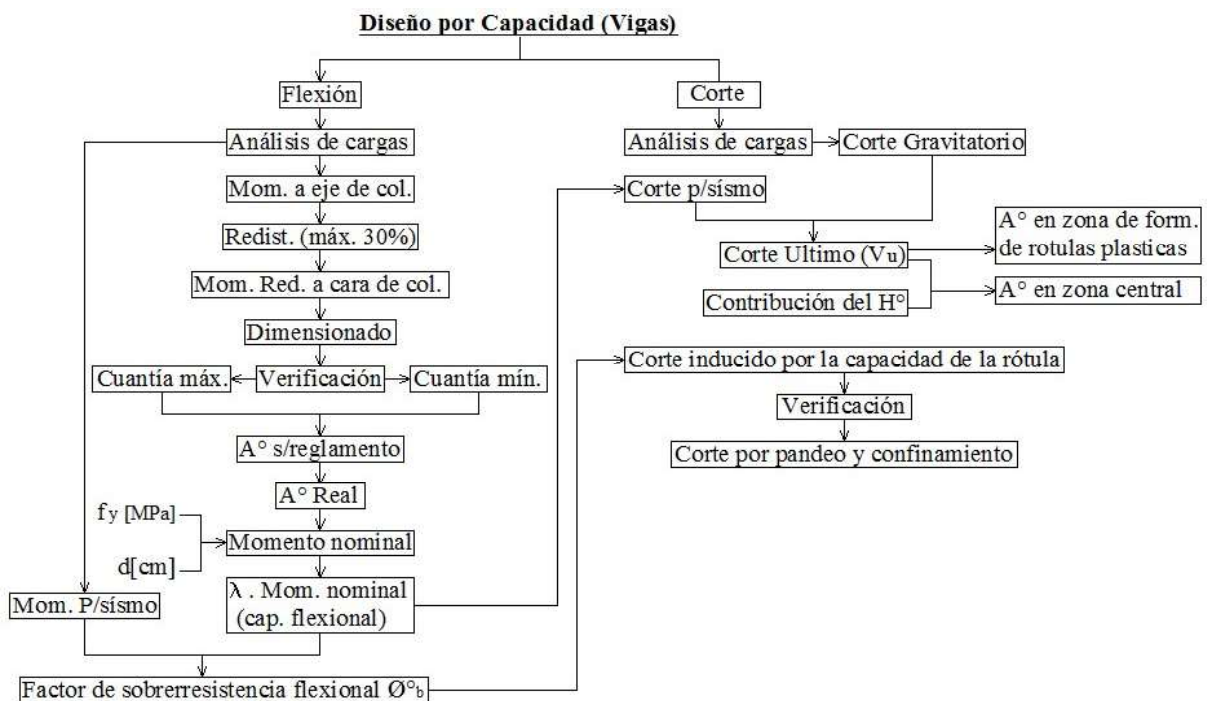 Diseño por Capacidad (Vigas)
Flexión
Análisis de cargas
Mom. a eje de col.
Redist. (máx. 30%)
Mom. Red. a cara de col.
Dimensionado
Cuantía máx.
Verificación
Cuantía mín.
A° s/reglamento
A° Real
fy [MPa]
d[cm]
Momento nominal
λ . Mom. nominal
(cap. flexional)
Mom. P/sísmo
Factor de sobrerresistencia flexional Ø°b
Corte
Análisis de cargas
Corte Gravitatorio
Corte p/sísmo
Corte Ultimo (Vu)
A° en zona de form.
de rotulas plasticas
Contribución del H°
A° en zona central
Corte inducido por la capacidad de la rótula
Verificación
Corte por pandeo y confinamiento